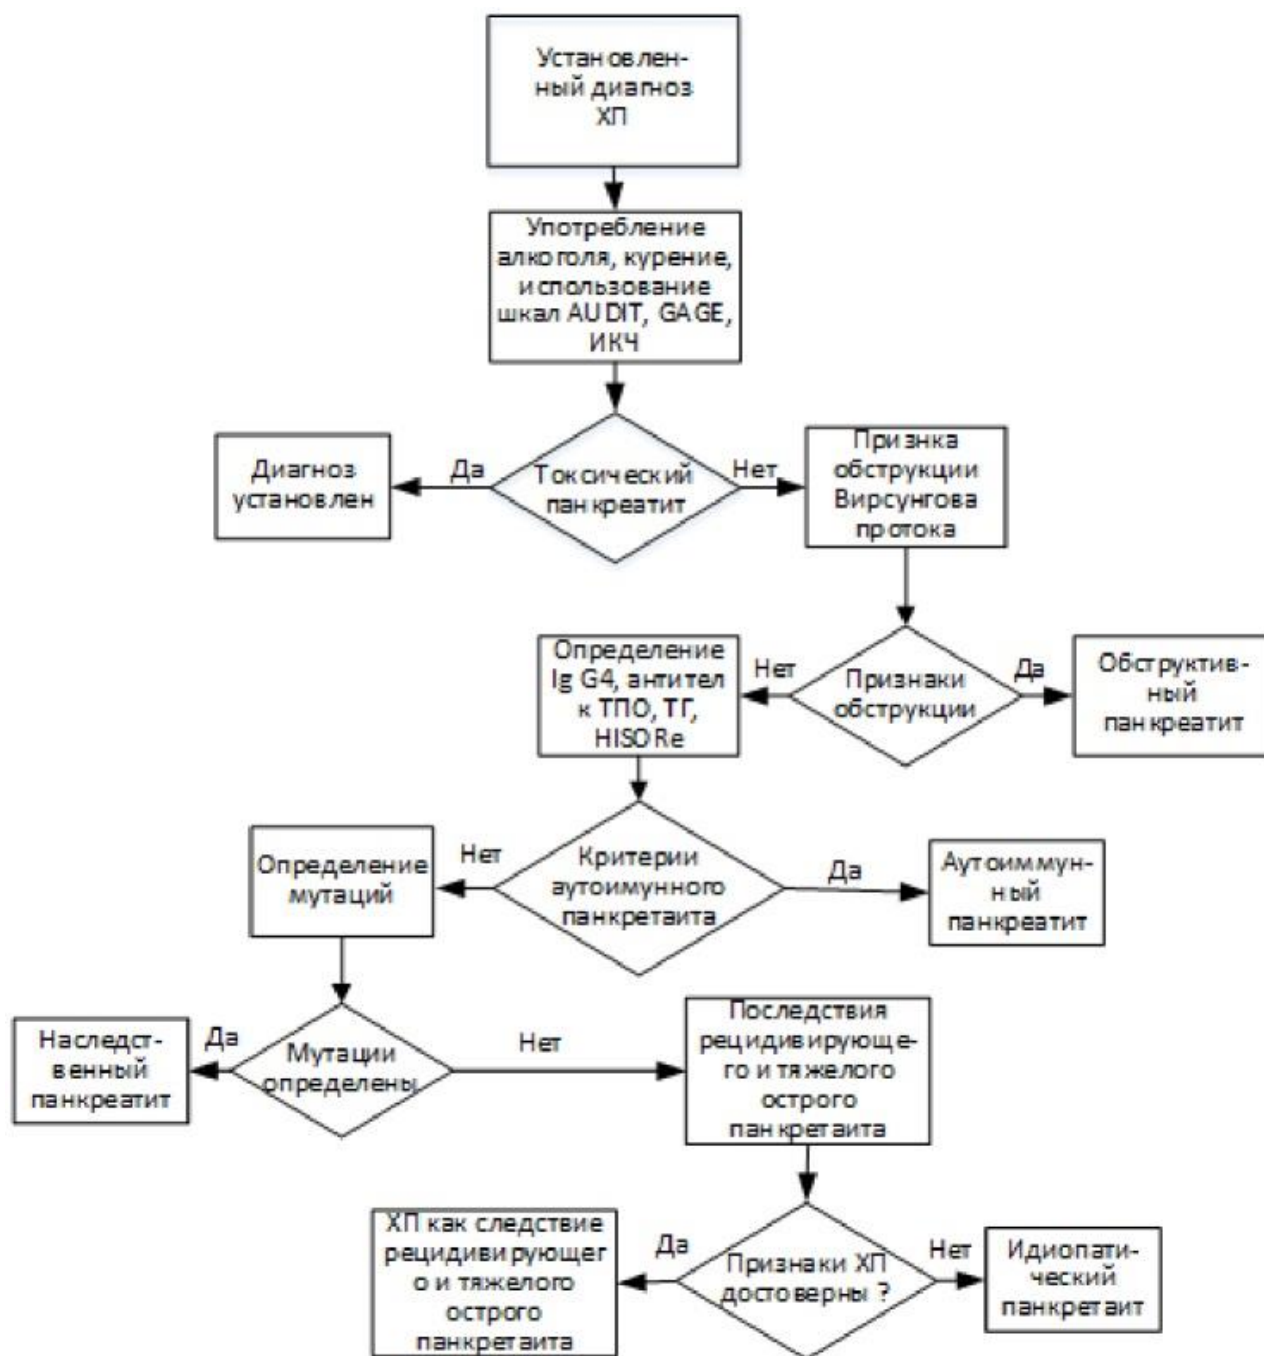 Установлен-
ный диагноз
ХП
Употребление
алкоголя, курение,
использование
шкал AUDIT, GAGE,
ИКЧ
Токсический
панкреатит
Да
Диагноз
установлен
Нет
Признка
обструкции
Вирсунгова
протока
Признаки
обструкции
Да
Обструктив-
ный
панкреатит
Нет
Определение
Ig G4, антител
к ТПО, ТГ,
HISORe
Критерии
аутоимунного
панкретаита
Да
Аутоиммун-
ный
панкреатит
Нет
Определение
мутаций
Мутации
определены
Да
Наследст-
венный
панкреатит
Нет
Последствия
рецидивирующе-
го и тяжелого
острого
панкретаита
Признаки ХП
достоверны ?
Да
ХП как следствие
рецидивирующег
о и тяжелого
острого
панкретаита
Нет
Идиопати-
ческий
панкретаит